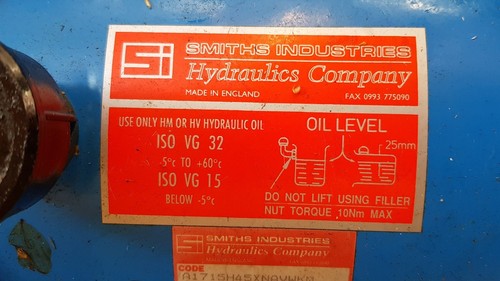 Si
SMITHS INDUSTRIES
Hydraulics Company
MADE IN ENGLAND
FAX 0993 775090
USE ONLY HM OR HV HYDRAULIC OIL
ISO VG 32
-5°c TO +60°c
ISO VG 15
BELOW -5°c
OIL LEVEL
25mm
DO NOT LIFT USING FILLER
NUT TORQUE 10Nm MAX
SMITHS INDUSTRIES
Hydraulics Company
CODE